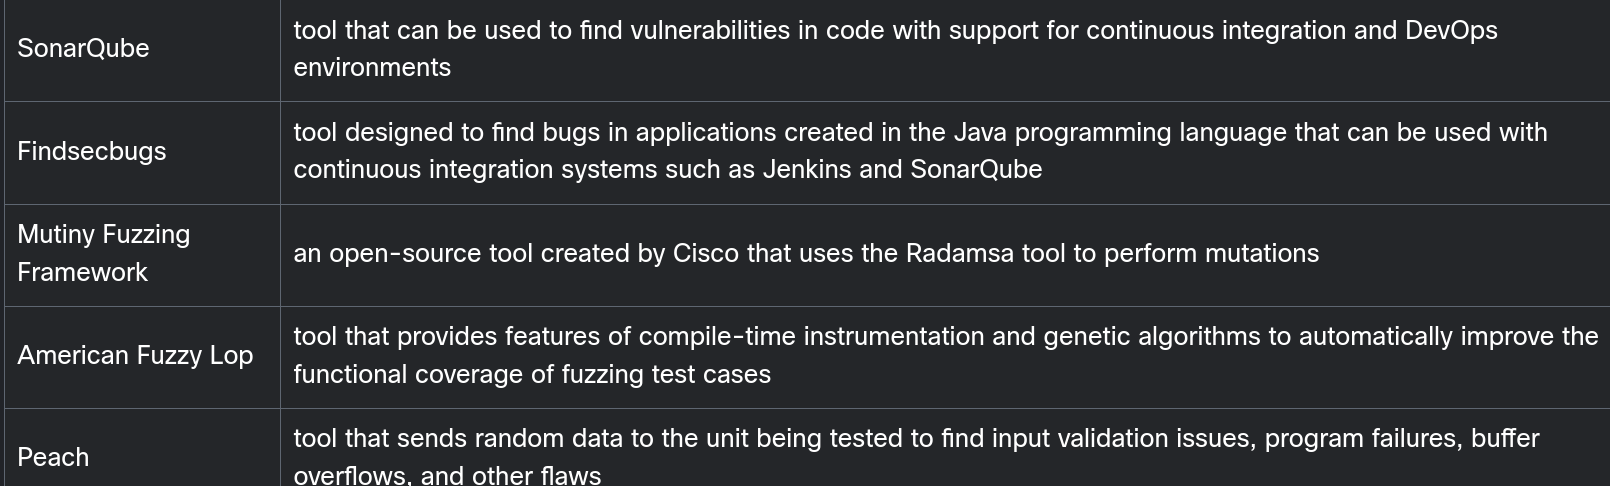 SonarQube
tool that can be used to find vulnerabilities in code with support for continuous integration and DevOps
environments
Findsecbugs
tool designed to find bugs in applications created in the Java programming language that can be used with
continuous integration systems such as Jenkins and SonarQube
Mutiny Fuzzing
Framework
an open-source tool created by Cisco that uses the Radamsa tool to perform mutations
American Fuzzy Lop
tool that provides features of compile-time instrumentation and genetic algorithms to automatically improve the
functional coverage of fuzzing test cases
Peach
tool that sends random data to the unit being tested to find input validation issues, program failures, buffer
overflows, and other flaws